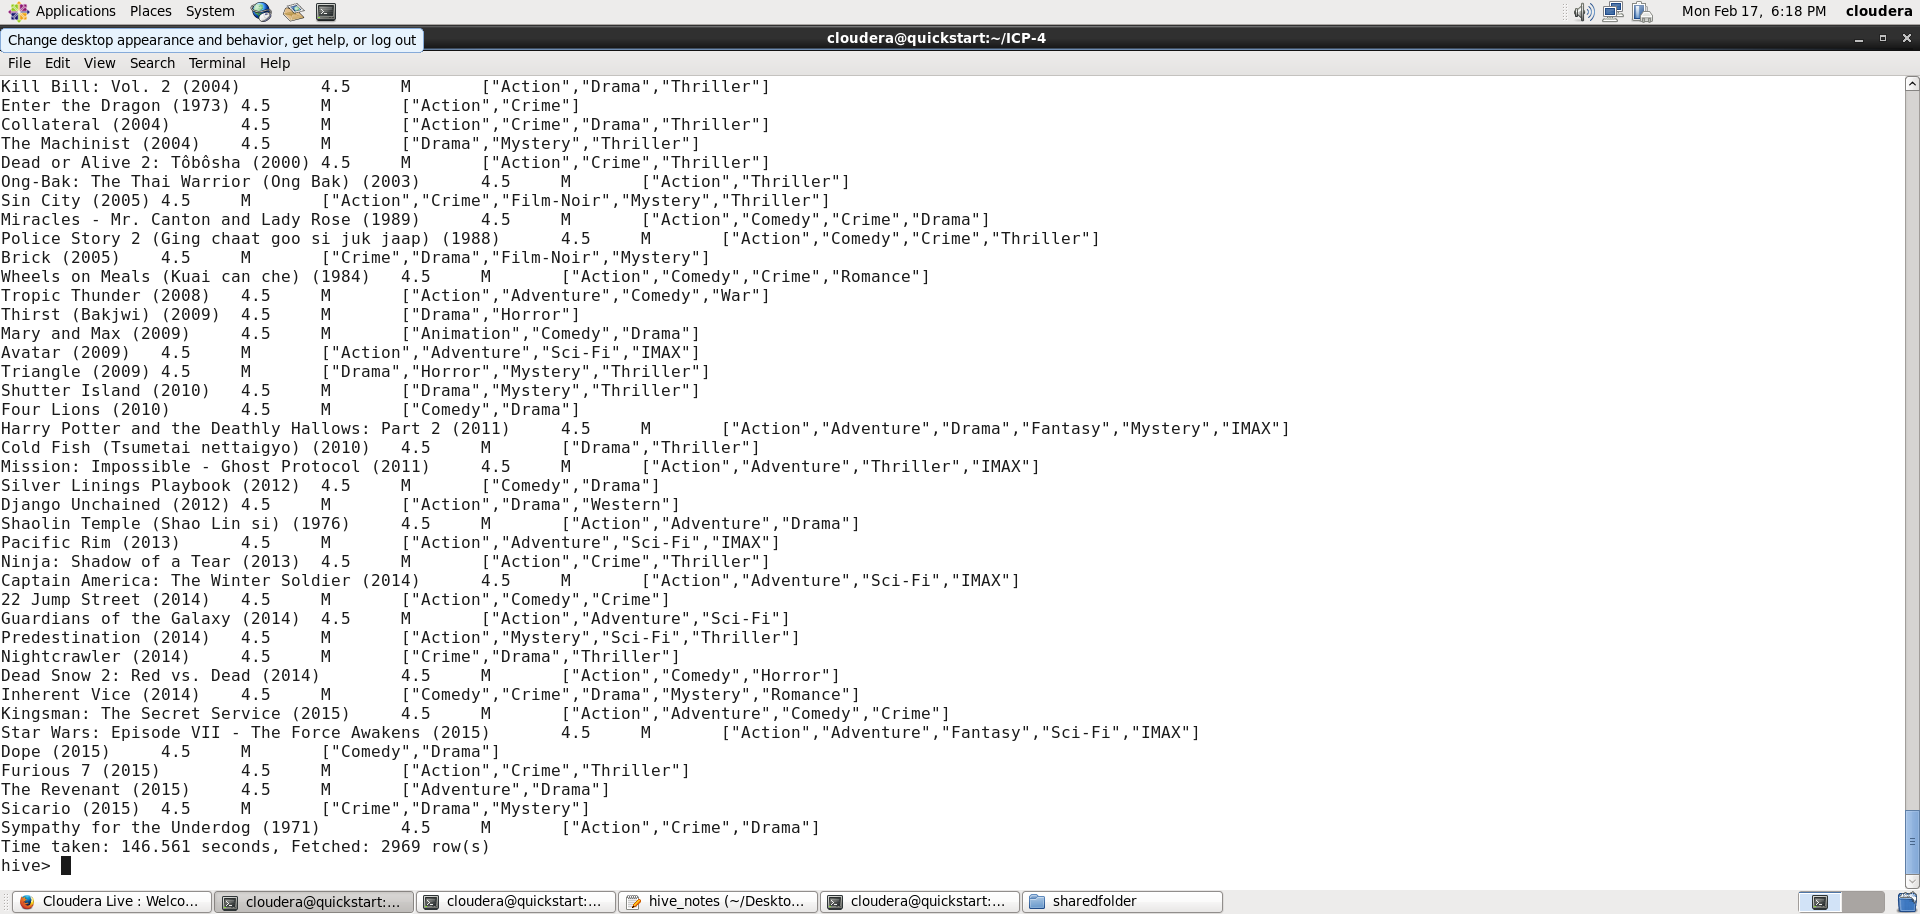 Applications Places System Mon Feb 17, 6:18 PM cloudera
Change desktop appearance and behavior, get help, or log out cloudera@quickstart:~/ICP-4
File Edit View Search Terminal Help
Kill Bill: Vol. 2 (2004) 4.5 M ["Action","Drama","Thriller"]
Enter the Dragon (1973) 4.5 M ["Action","Crime"]
Collateral (2004) 4.5 M ["Action","Crime","Drama","Thriller"]
The Machinist (2004) 4.5 M ["Drama","Mystery","Thriller"]
Dead or Alive 2: Tôbôsha (2000) 4.5 M ["Action","Crime","Thriller"]
Ong-Bak: The Thai Warrior (Ong Bak) (2003) 4.5 M ["Action","Thriller"]
Sin City (2005) 4.5 M ["Action","Crime","Film-Noir","Mystery","Thriller"]
Miracles - Mr. Canton and Lady Rose (1989) 4.5 M ["Action","Comedy","Crime","Drama"]
Police Story 2 (Ging chaat goo si juk jaap) (1988) 4.5 M ["Action","Comedy","Crime","Thriller"]
Brick (2005) 4.5 M ["Crime","Drama","Film-Noir","Mystery"]
Wheels on Meals (Kuai can che) (1984) 4.5 M ["Action","Comedy","Crime","Romance"]
Tropic Thunder (2008) 4.5 M ["Action","Adventure","Comedy","War"]
Thirst (Bakjwi) (2009) 4.5 M ["Drama","Horror"]
Mary and Max (2009) 4.5 M ["Animation","Comedy","Drama"]
Avatar (2009) 4.5 M ["Action","Adventure","Sci-Fi","IMAX"]
Triangle (2009) 4.5 M ["Drama","Horror","Mystery","Thriller"]
Shutter Island (2010) 4.5 M ["Drama","Mystery","Thriller"]
Four Lions (2010) 4.5 M ["Comedy","Drama"]
Harry Potter and the Deathly Hallows: Part 2 (2011) 4.5 M ["Action","Adventure","Drama","Fantasy","Mystery","IMAX"]
Cold Fish (Tsumetai nettaigyo) (2010) 4.5 M ["Drama","Thriller"]
Mission: Impossible - Ghost Protocol (2011) 4.5 M ["Action","Adventure","Thriller","IMAX"]
Silver Linings Playbook (2012) 4.5 M ["Comedy","Drama"]
Django Unchained (2012) 4.5 M ["Action","Drama","Western"]
Shaolin Temple (Shao Lin si) (1976) 4.5 M ["Action","Adventure","Drama"]
Pacific Rim (2013) 4.5 M ["Action","Adventure","Sci-Fi","IMAX"]
Ninja: Shadow of a Tear (2013) 4.5 M ["Action","Crime","Thriller"]
Captain America: The Winter Soldier (2014) 4.5 M ["Action","Adventure","Sci-Fi","IMAX"]
22 Jump Street (2014) 4.5 M ["Action","Comedy","Crime"]
Guardians of the Galaxy (2014) 4.5 M ["Action","Adventure","Sci-Fi"]
Predestination (2014) 4.5 M ["Action","Mystery","Sci-Fi","Thriller"]
Nightcrawler (2014) 4.5 M ["Crime","Drama","Thriller"]
Dead Snow 2: Red vs. Dead (2014) 4.5 M ["Action","Comedy","Horror"]
Inherent Vice (2014) 4.5 M ["Comedy","Crime","Drama","Mystery","Romance"]
Kingsman: The Secret Service (2015) 4.5 M ["Action","Adventure","Comedy","Crime"]
Star Wars: Episode VII - The Force Awakens (2015) 4.5 M ["Action","Adventure","Fantasy","Sci-Fi","IMAX"]
Dope (2015) 4.5 M ["Comedy","Drama"]
Furious 7 (2015) 4.5 M ["Action","Crime","Thriller"]
The Revenant (2015) 4.5 M ["Adventure","Drama"]
Sicario (2015) 4.5 M ["Crime","Drama","Mystery"]
Sympathy for the Underdog (1971) 4.5 M ["Action","Crime","Drama"]
Time taken: 146.561 seconds, Fetched: 2969 row(s)
hive>
Cloudera Live : Welco... cloudera@quickstart:... cloudera@quickstart:... hive_notes (~/Deskto... cloudera@quickstart:... sharedfolder